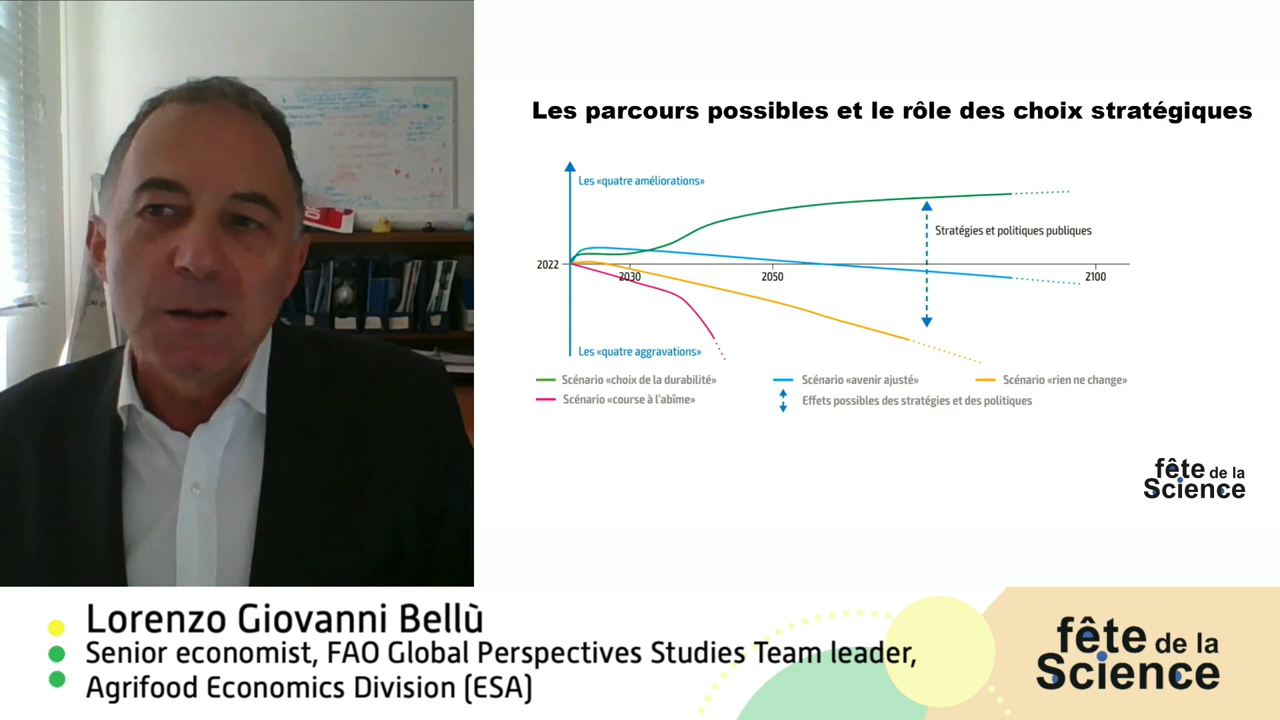 Les parcours possibles et le rôle des choix stratégiques
Les «quatre améliorations»
Stratégies et politiques publiques
2022
2030
2050
2100
Les «quatre aggravations»
Scénario «choix de la durabilité»
Scénario «avenir ajusté»
Scénario «rien ne change»
Scénario «course à l'abîme»
Effets possibles des stratégies et des politiques
fête de la
Science
Lorenzo Giovanni Bellù
Senior economist, FAO Global Perspectives Studies Team leader,
Agrifood Economics Division (ESA)
fête de la
Science